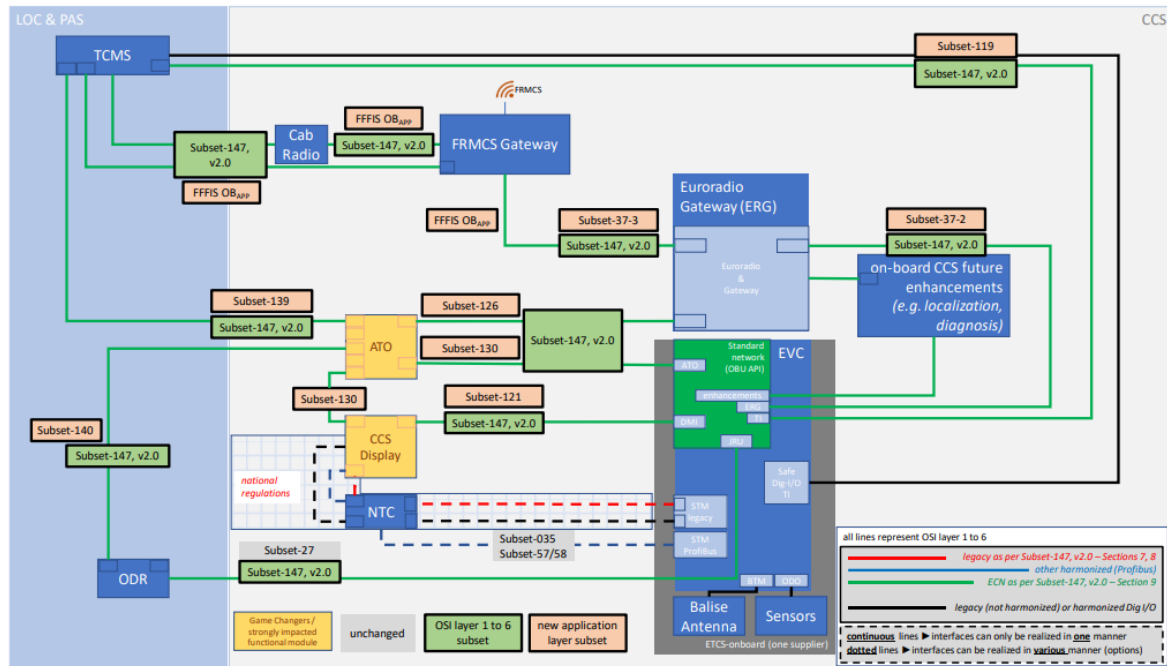 LOC & PAS
CCS
TCMS
Subset-119
Subset-147, v2.0
FRMCS
FFFIS OBAPP
Cab
Radio
Subset-147,
v2.0
Subset-147, v2.0
FRMCS Gateway
FFFIS OBAPP
Euroradio
Gateway (ERG)
FFFIS OBAPP
Subset-37-3
Subset-147, v2.0
Subset-37-2
Subset-147, v2.0
Euroradio
&
Gateway
on-board CCS future
enhancements
(e.g. localization,
diagnosis)
Subset-139
Subset-147, v2.0
Subset-126
ATO
Subset-130
Subset-147, v2.0
Standard
network
(OBU API)
EVC
ATO
enhancements
ERG
TI
Subset-130
Subset-121
Subset-147, v2.0
DMI
JRU
Subset-140
Subset-147, v2.0
CCS
Display
national
regulations
Safe
Dig-I/O
TI
NTC
STM
legacy
Subset-035
Subset-57/58
STM
ProfiBus
Subset-27
Subset-147, v2.0
ODR
BTM
ODO
Balise
Antenna
Sensors
ETCS-onboard (one supplier)
Game Changers /
strongly impacted
functional module
unchanged
OSI layer 1 to 6
subset
new application
layer subset
all lines represent OSI layer 1 to 6
legacy as per Subset-147, v2.0 – Sections 7, 8
other harmonized (Profibus)
ECN as per Subset-147, v2.0 – Section 9
legacy (not harmonized) or harmonized Dig I/O
continuous lines ►interfaces can only be realized in one manner
dotted lines ►interfaces can be realized in various manner (options)